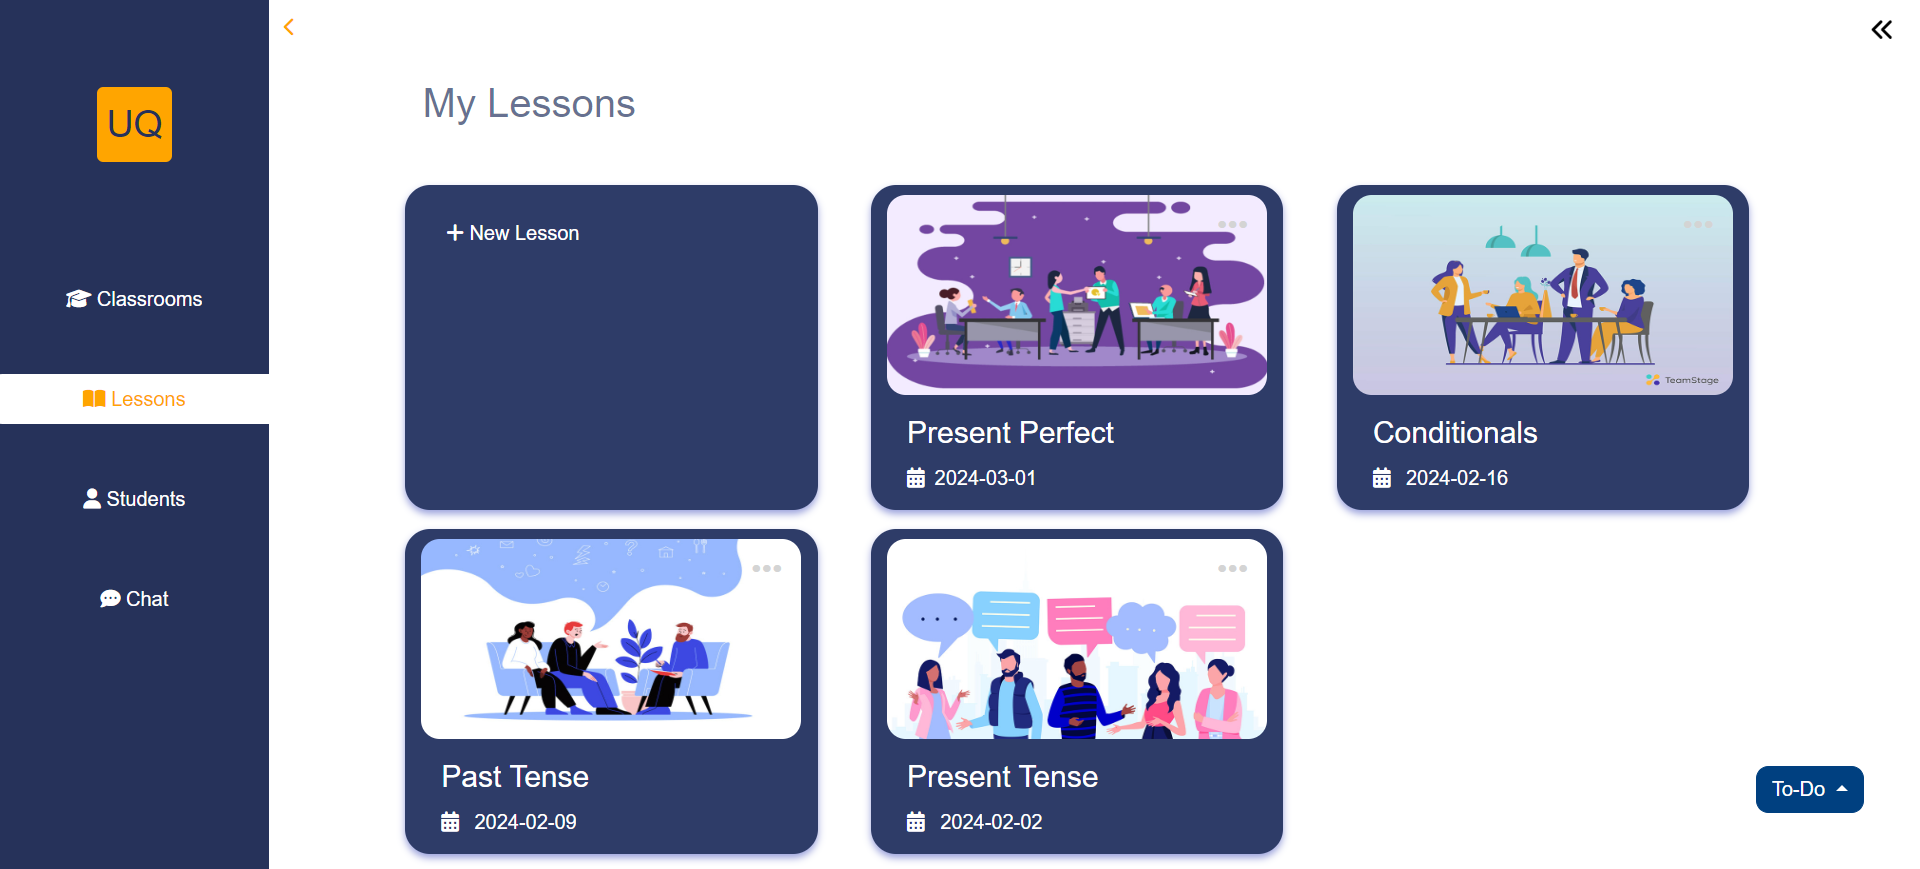 UQ
Classrooms
Lessons
Students
Chat
My Lessons
New Lesson
TeamStage
Present Perfect
2024-03-01
Conditionals
2024-02-16
Past Tense
2024-02-09
Present Tense
2024-02-02
To-Do